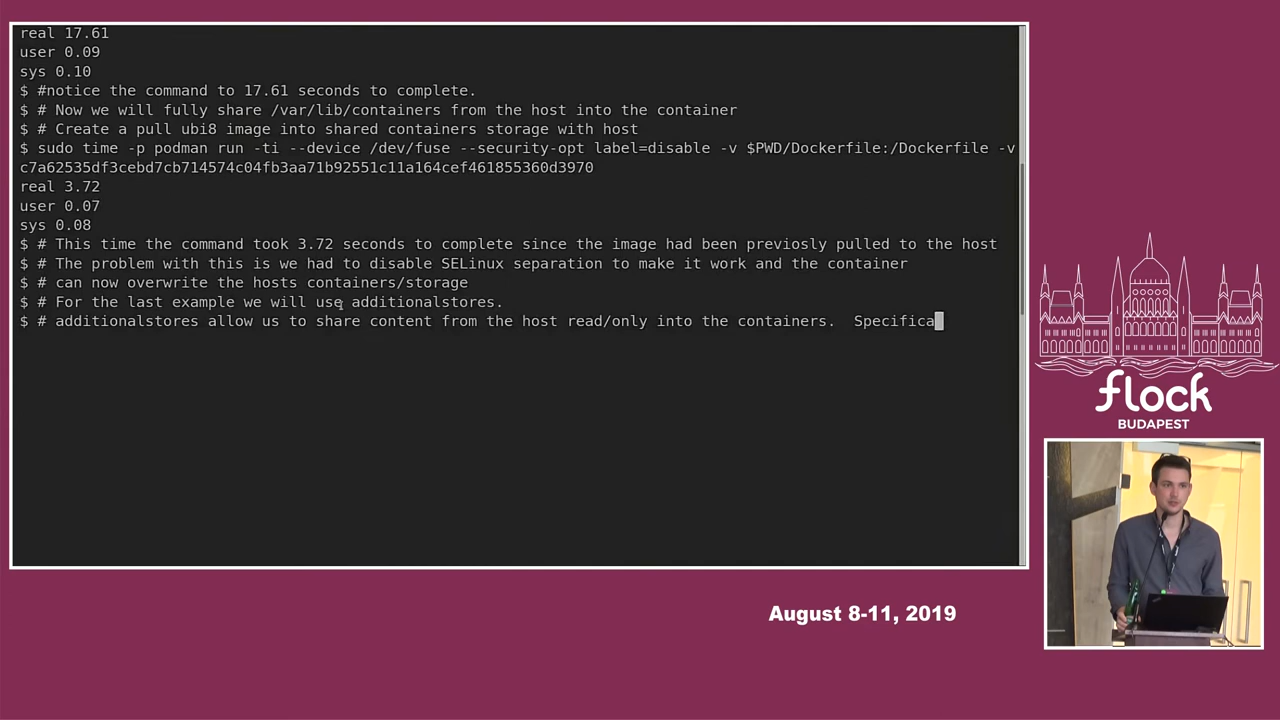 real 17.61
user 0.09
sys 0.10
$ #notice the command to 17.61 seconds to complete.
$ # Now we will fully share /var/lib/containers from the host into the container
$ # Create a pull ubi8 image into shared containers storage with host
$ sudo time -p podman run -ti --device /dev/fuse --security-opt label=disable -v $PWD/Dockerfile:/Dockerfile -v
c7a62535df3cebd7cb714574c04fb3aa71b92551c11a164cef461855360d3970
real 3.72
user 0.07
sys 0.08
$ # This time the command took 3.72 seconds to complete since the image had been previosly pulled to the host
$ # The problem with this is we had to disable SELinux separation to make it work and the container
$ # can now overwrite the hosts containers/storage
$ # For the last example we will use additionalstores.
$ # additionalstores allow us to share content from the host read/only into the containers.  Specifica
flock
BUDAPEST
August 8-11, 2019